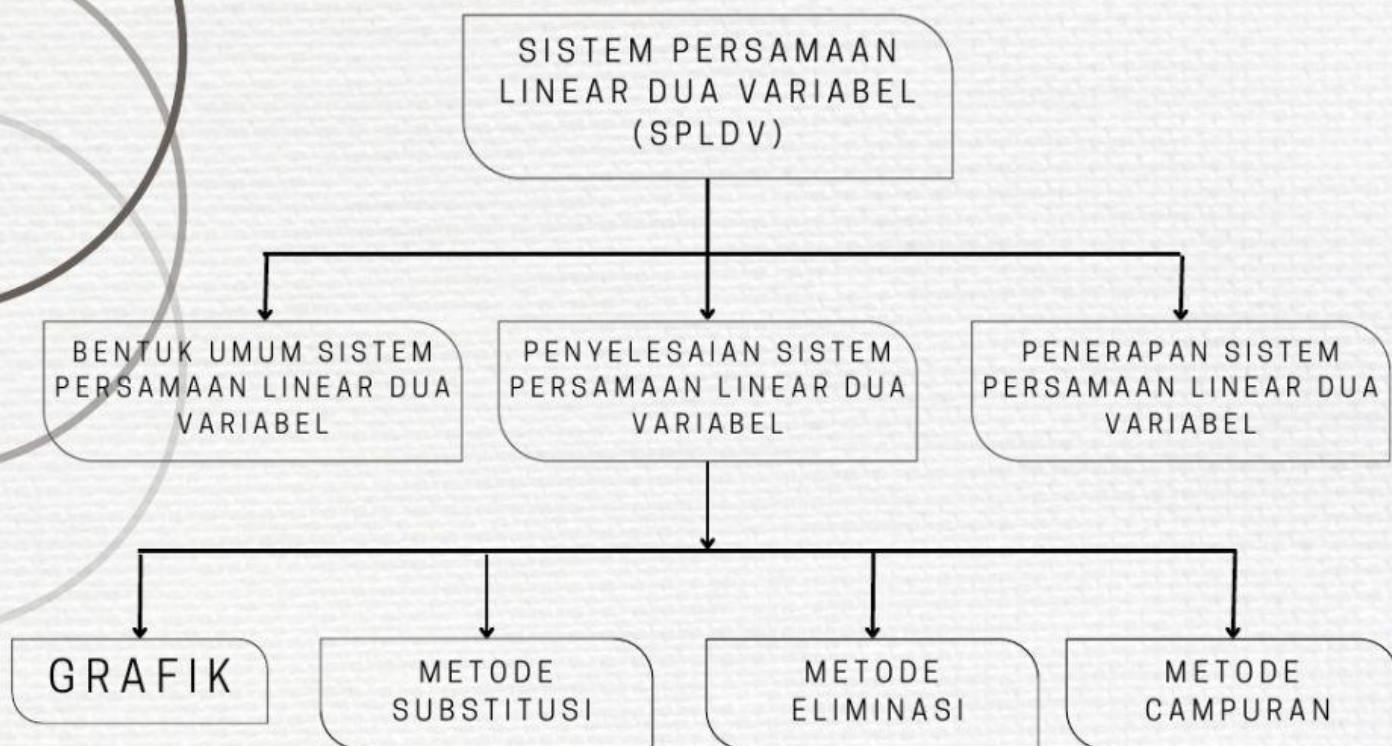 SISTEM PERSAMAAN
LINEAR DUA VARIABEL
(SPLDV)
BENTUK UMUM SISTEM
PERSAMAAN LINEAR DUA
VARIABEL
PENYELESAIAN SISTEM
PERSAMAAN LINEAR DUA
VARIABEL
PENERAPAN SISTEM
PERSAMAAN LINEAR DUA
VARIABEL
GRAFIK
METODE
SUBSTITUSI
METODE
ELIMINASI
METODE
CAMPURAN